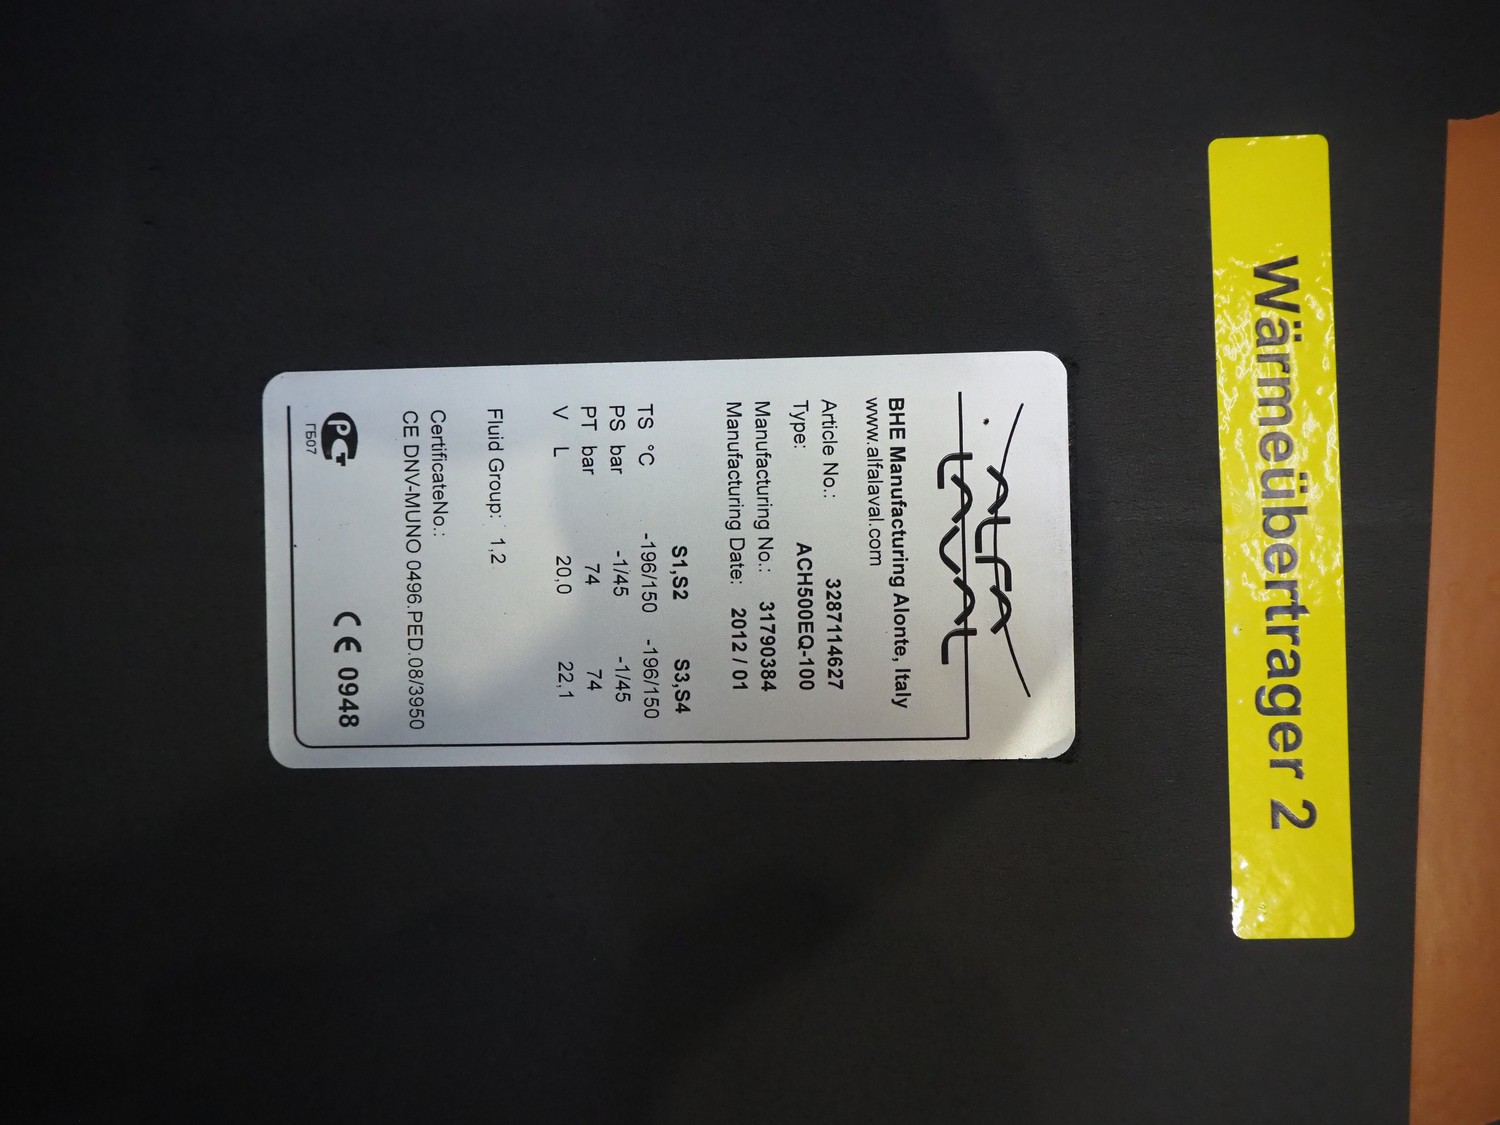 Wärmeübertrager 2
ALFA
LAVAL
BHE Manufacturing Alonte, Italy
www.alfalaval.com
Article No.: 3287114627
Type: ACH500EQ-100
Manufacturing No.: 31790384
Manufacturing Date: 2012 / 01
S1,S2 S3,S4
TS °C -196/150 -196/150
PS bar -1/45 -1/45
PT bar 74 74
V L 20,0 22,1
Fluid Group: 1,2
CertificateNo.:
CE DNV-MUNO 0496.PED.08/3950
РСТ CE 0948
ГБ07